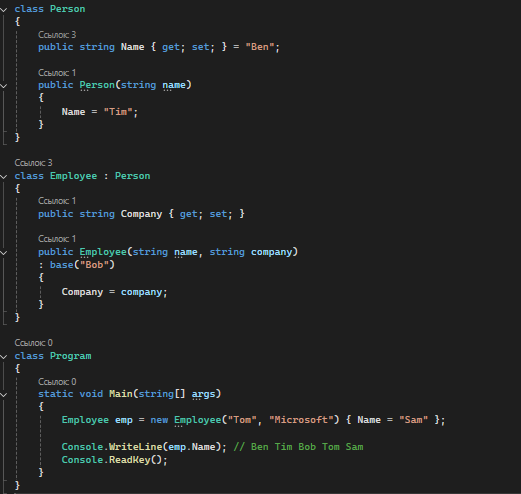 class Person
{
Ссылок: 3
public string Name { get; set; } = "Ben";
Ссылок: 1
public Person(string name)
{
Name = "Tim";
}
}
Ссылок: 3
class Employee : Person
{
Ссылок: 1
public string Company { get; set; }
Ссылок: 1
public Employee(string name, string company)
: base("Bob")
{
Company = company;
}
}
Ссылок: 0
class Program
{
Ссылок: 0
static void Main(string[] args)
{
Employee emp = new Employee("Tom", "Microsoft") { Name = "Sam" };
Console.WriteLine(emp.Name); // Ben Tim Bob Tom Sam
Console.ReadKey();
}
}